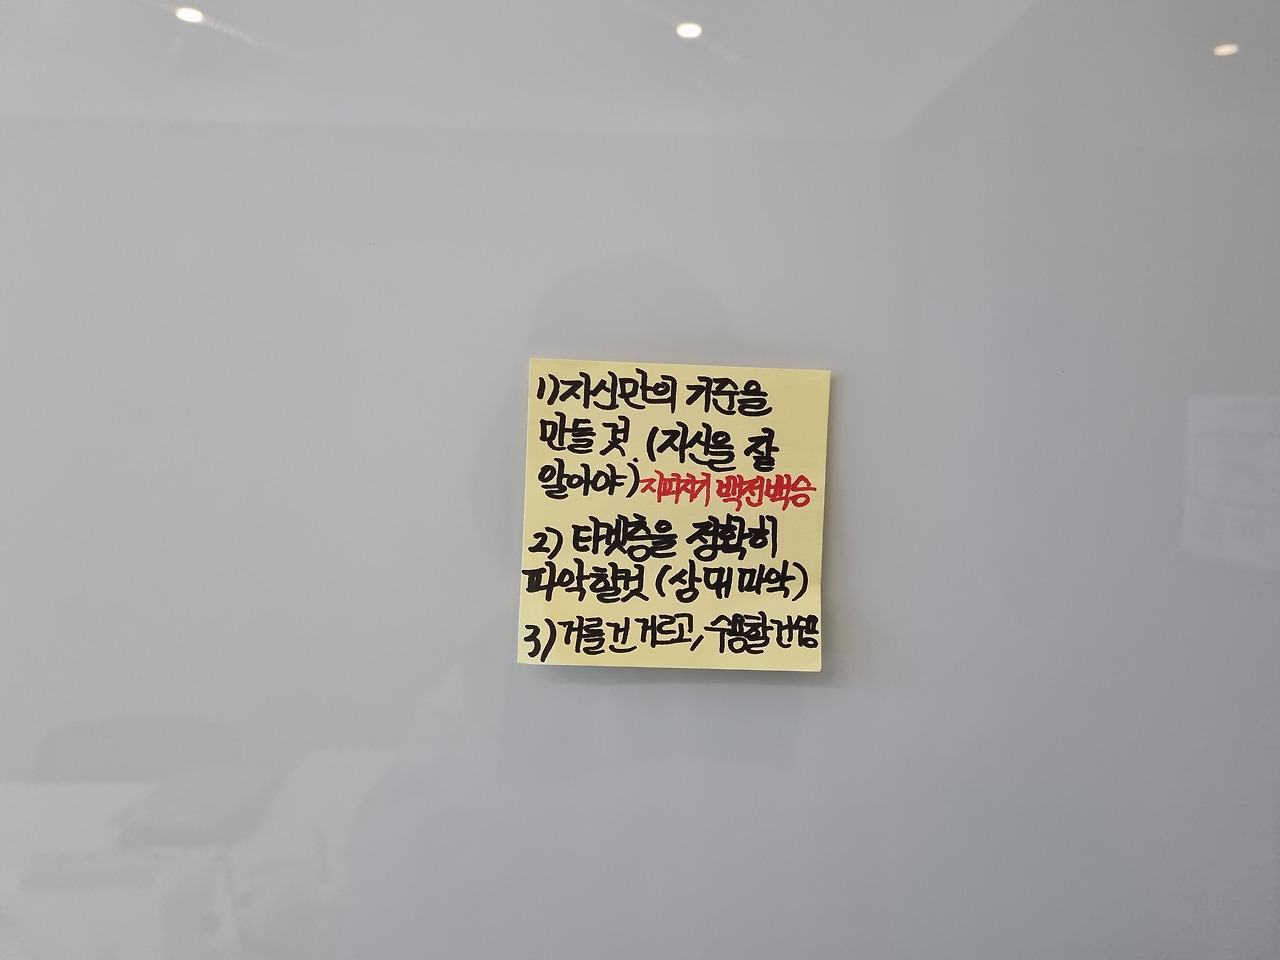 1) 자신만의 기준을
만들 것. (자신을 잘
알아야) 지피지기 백전백승
2) 타겟층을 정확히
파악할것 (상대 파악)
3) 거를 건 거르고, 수용할 건 수용